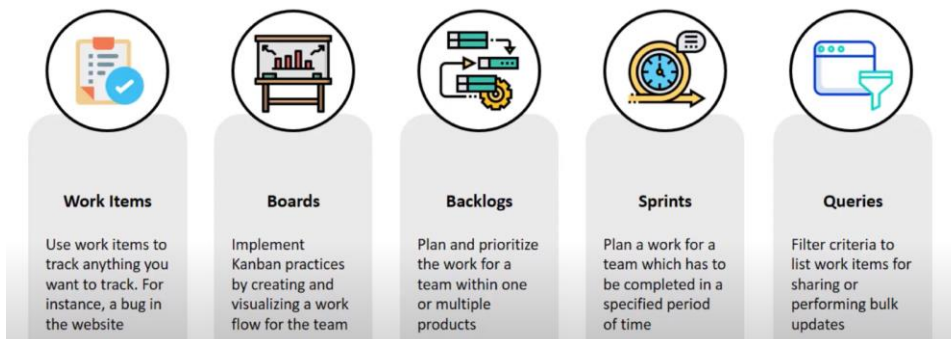 Work Items
Use work items to
track anything you
want to track. For
instance, a bug in
the website
Boards
Implement
Kanban practices
by creating and
visualizing a work
flow for the team
Backlogs
Plan and prioritize
the work for a
team within one
or multiple
products
Sprints
Plan a work for a
team which has to
be completed in a
specified period
of time
Queries
Filter criteria to
list work items for
sharing or
performing bulk
updates